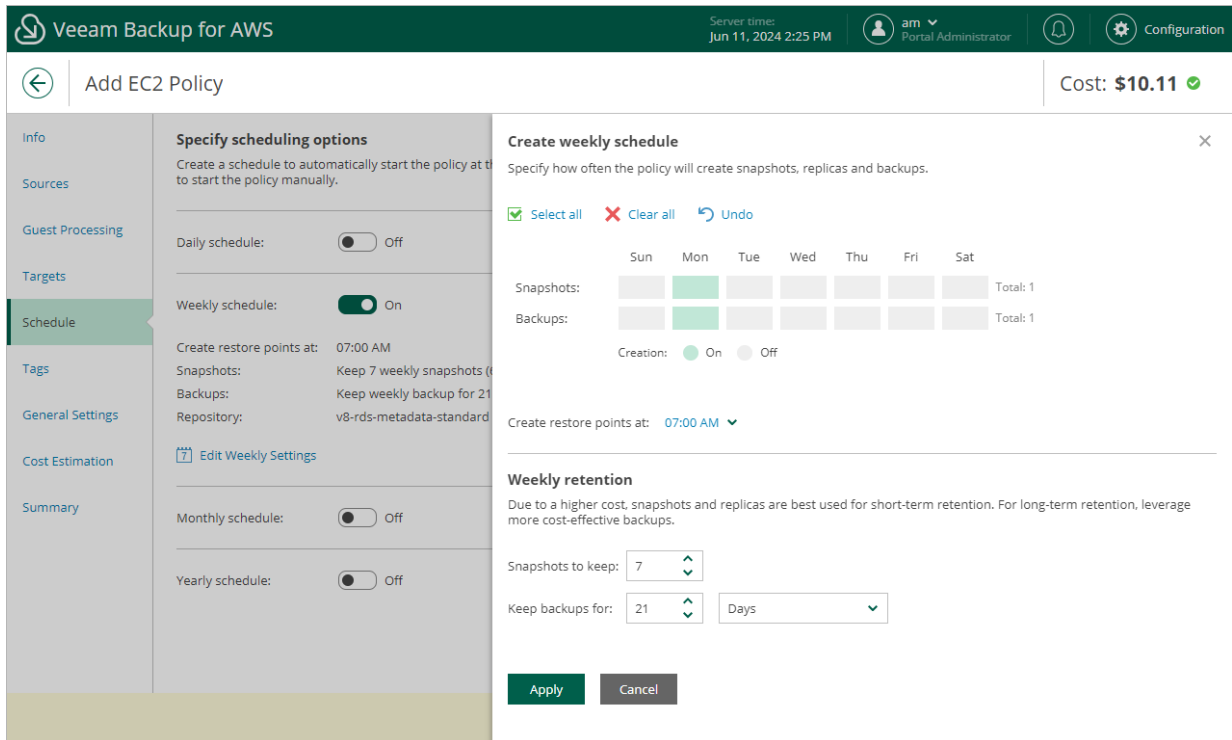 Veeam Backup for AWS
Server time:
Jun 11, 2024 2:25 PM
am
Portal Administrator
Configuration
Add EC2 Policy
Cost: $10.11
Info
Sources
Guest Processing
Targets
Schedule
Tags
General Settings
Cost Estimation
Summary
Specify scheduling options
Create a schedule to automatically start the policy at
to start the policy manually.
Daily schedule: Off
Weekly schedule: On
Create restore points at: 07:00 AM
Snapshots: Keep 7 weekly snapshots
Backups: Keep weekly backup for 21
Repository: v8-rds-metadata-standard
7 Edit Weekly Settings
Monthly schedule: Off
Yearly schedule: Off
Create weekly schedule
Specify how often the policy will create snapshots, replicas and backups.
Select all Clear all Undo
Sun Mon Tue Wed Thu Fri Sat
Snapshots: Total: 1
Backups: Total: 1
Creation: On Off
Create restore points at: 07:00 AM
Weekly retention
Due to a higher cost, snapshots and replicas are best used for short-term retention. For long-term retention, leverage
more cost-effective backups.
Snapshots to keep: 7
Keep backups for: 21 Days
Apply Cancel